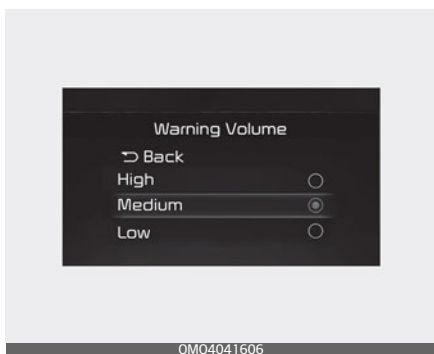 Warning Volume
Back
High
Medium
Low
OMO4041606